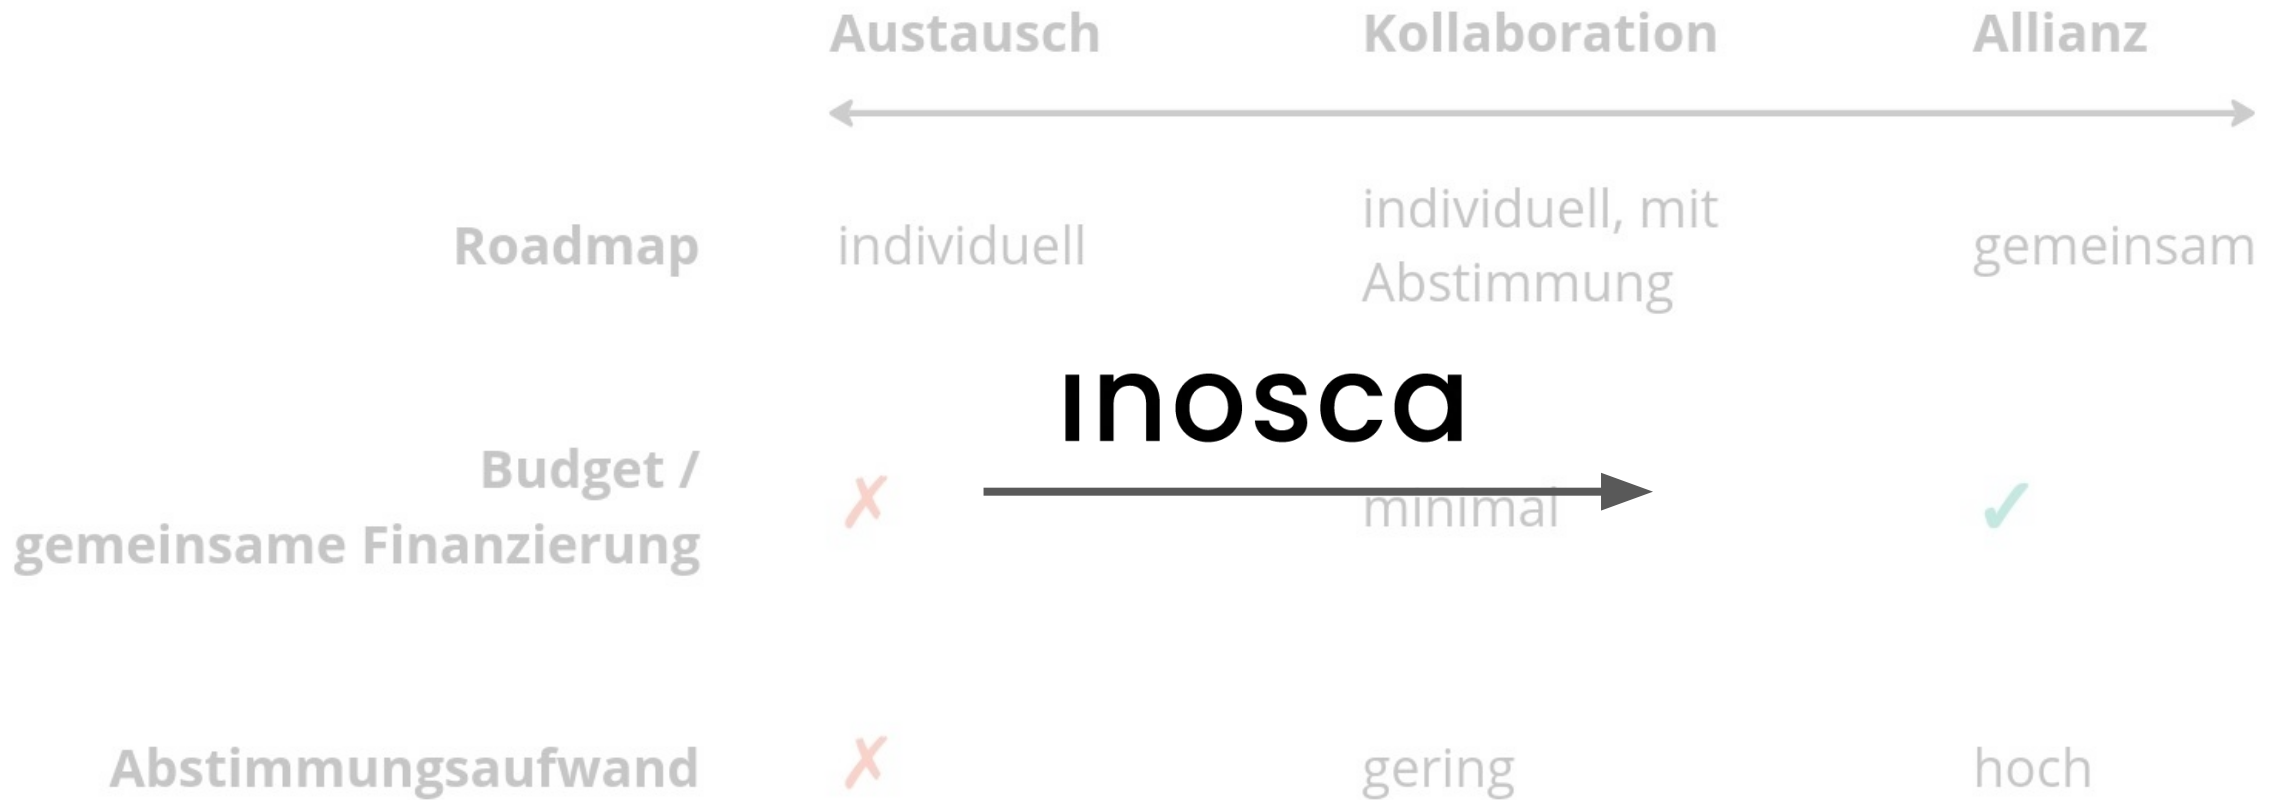 Austausch Kollaboration Allianz
Roadmap individuell individuell, mit Abstimmung gemeinsam
inosca
Budget / gemeinsame Finanzierung ✗ minimal ✓
Abstimmungsaufwand ✗ gering hoch